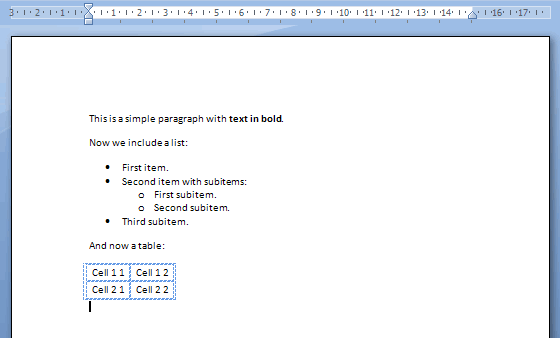 3 · 2 · 1 · 1 · 2 · 3 · 4 · 5 · 6 · 7 · 8 · 9 · 10 · 11 · 12 · 13 · 14 · 16 · 17
This is a simple paragraph with text in bold.
Now we include a list:
• First item.
• Second item with subitems:
o First subitem.
o Second subitem.
• Third subitem.
And now a table:
Cell 1 1 Cell 1 2
Cell 2 1 Cell 2 2